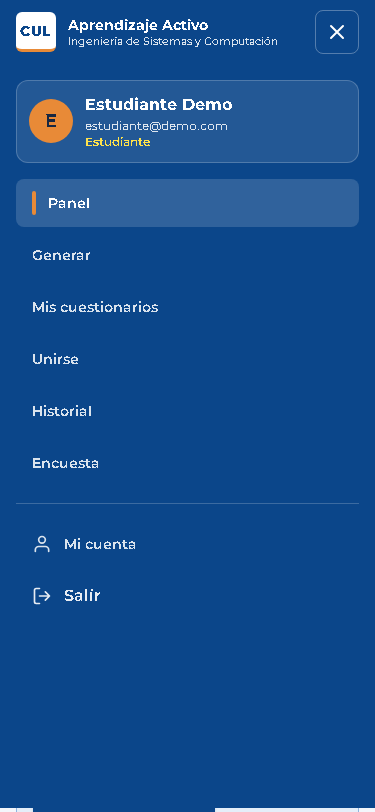 CUL
Aprendizaje Activo
Ingeniería de Sistemas y Computación
E
Estudiante Demo
estudiante@demo.com
Estudiante
Panel
Generar
Mis cuestionarios
Unirse
Historial
Encuesta
Mi cuenta
Salir